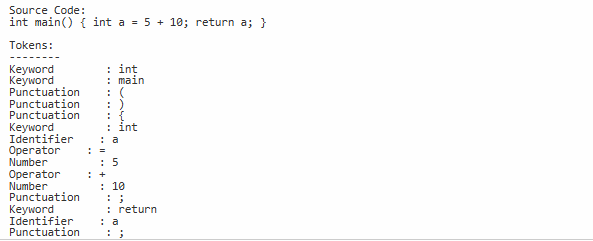 Source Code:
int main() { int a = 5 + 10; return a; }
Tokens:
--------
Keyword : int
Keyword : main
Punctuation : (
Punctuation : )
Punctuation : {
Keyword : int
Identifier : a
Operator : =
Number : 5
Operator : +
Number : 10
Punctuation : ;
Keyword : return
Identifier : a
Punctuation : ;